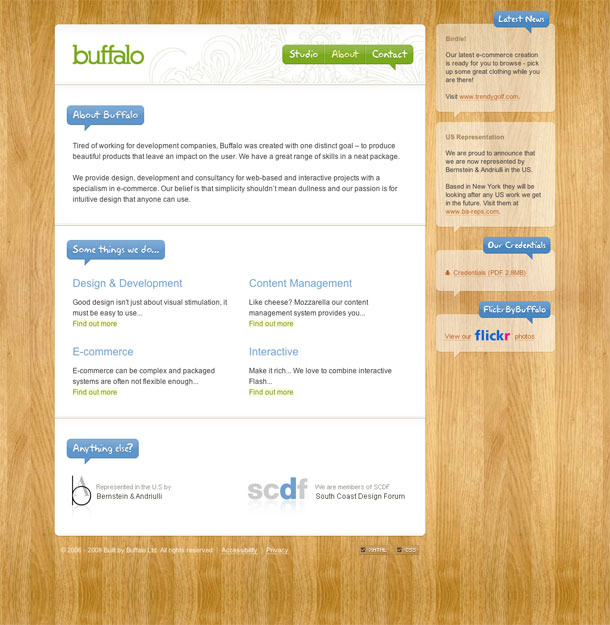 buffalo
Studio
About
Contact
About Buffalo
Tired of working for development companies, Buffalo was created with one distinct goal – to produce
beautiful products that leave an impact on the user. We have a great range of skills in a neat package.
We provide design, development and consultancy for web-based and interactive projects with a
specialism in e-commerce. Our belief is that simplicity shouldn't mean dullness and our passion is for
intuitive design that anyone can use.
Some things we do...
Design & Development
Good design isn't just about visual stimulation, it
must be easy to use...
Find out more
Content Management
Like cheese? Mozzarella our content
management system provides you...
Find out more
E-commerce
E-commerce can be complex and packaged
systems are often not flexible enough...
Find out more
Interactive
Make it rich... We love to combine interactive
Flash...
Find out more
Anything else?
Represented in the U.S by
Bernstein & Andriulli
scdf
We are members of SCDF
South Coast Design Forum
© 2006 - 2009 Built by Buffalo Ltd. All rights reserved | Accessibility | Privacy
XHTML
CSS
Latest News
Birdie!
Our latest e-commerce creation
is ready for you to browse - pick
up some great clothing while you
are there!
Visit www.trendygolf.com.
US Representation
We are proud to announce that
we are now represented by
Bernstein & Andriulli in the US.
Based in New York they will be
looking after any US work we get
in the future. Visit them at
www.ba-reps.com.
Our Credentials
Credentials (PDF 2.8MB)
FlickrByBuffalo
View our flickr photos